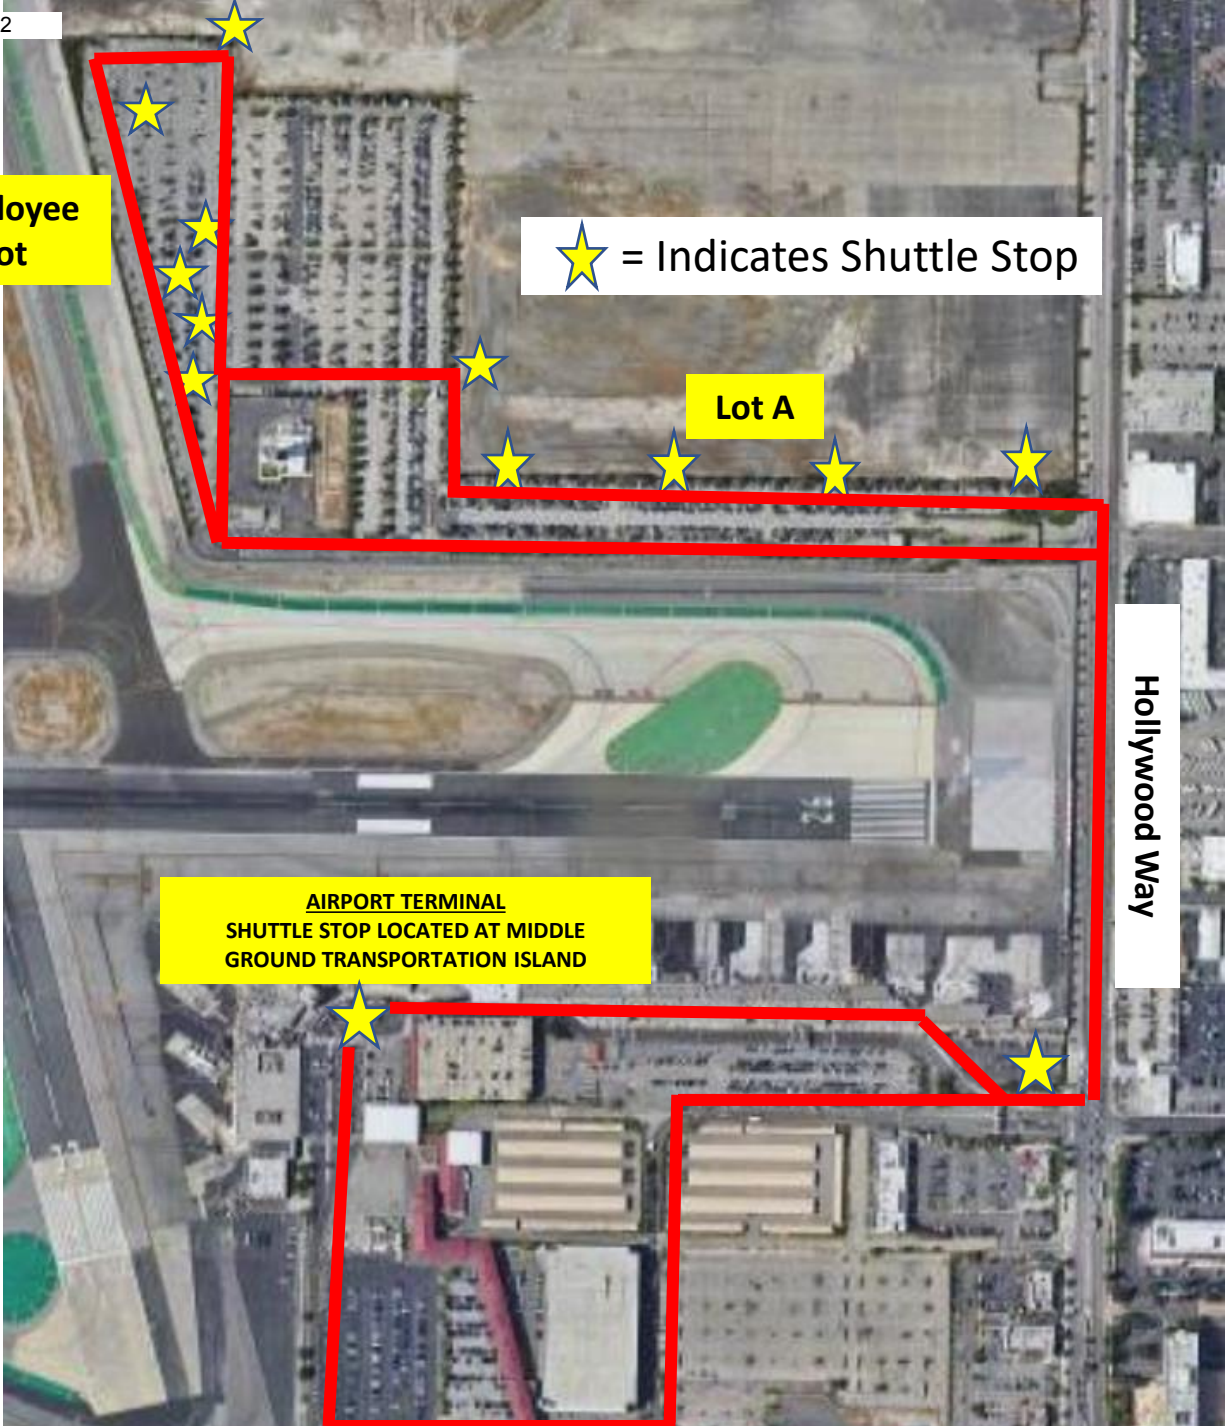 2
loyee
ot
= Indicates Shuttle Stop
Lot A
Hollywood Way
AIRPORT TERMINAL
SHUTTLE STOP LOCATED AT MIDDLE
GROUND TRANSPORTATION ISLAND